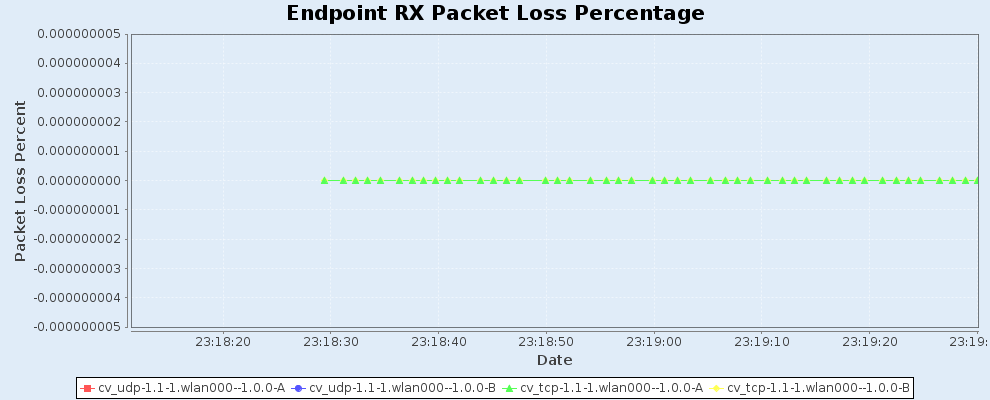 Endpoint RX Packet Loss Percentage
0.000000005
0.000000004
0.000000003
0.000000002
0.000000001
0.000000000
-0.000000001
-0.000000002
-0.000000003
-0.000000004
-0.000000005
Packet Loss Percent
23:18:20 23:18:30 23:18:40 23:18:50 23:19:00 23:19:10 23:19:20 23:19:
Date
cv_udp-1.1-1.wlan000--1.0.0-A cv_udp-1.1-1.wlan000--1.0.0-B cv_tcp-1.1-1.wlan000--1.0.0-A cv_tcp-1.1-1.wlan000--1.0.0-B